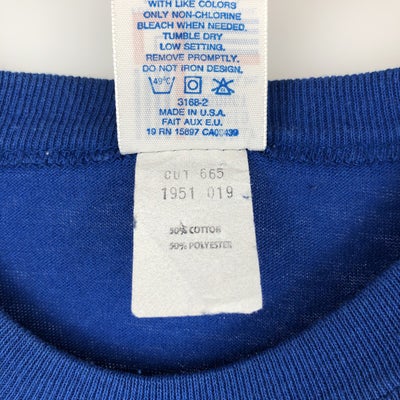 WITH LIKE COLORS
ONLY NON-CHLORINE
BLEACH WHEN NEEDED.
TUMBLE DRY
LOW SETTING.
REMOVE PROMPTLY.
DO NOT IRON DESIGN.
49°C
3168-2
MADE IN U.S.A.
FAIT AUX E.U.
19 RN 15897 CA00439
CUT 665
1951 019
50% COTTON
50% POLYESTER